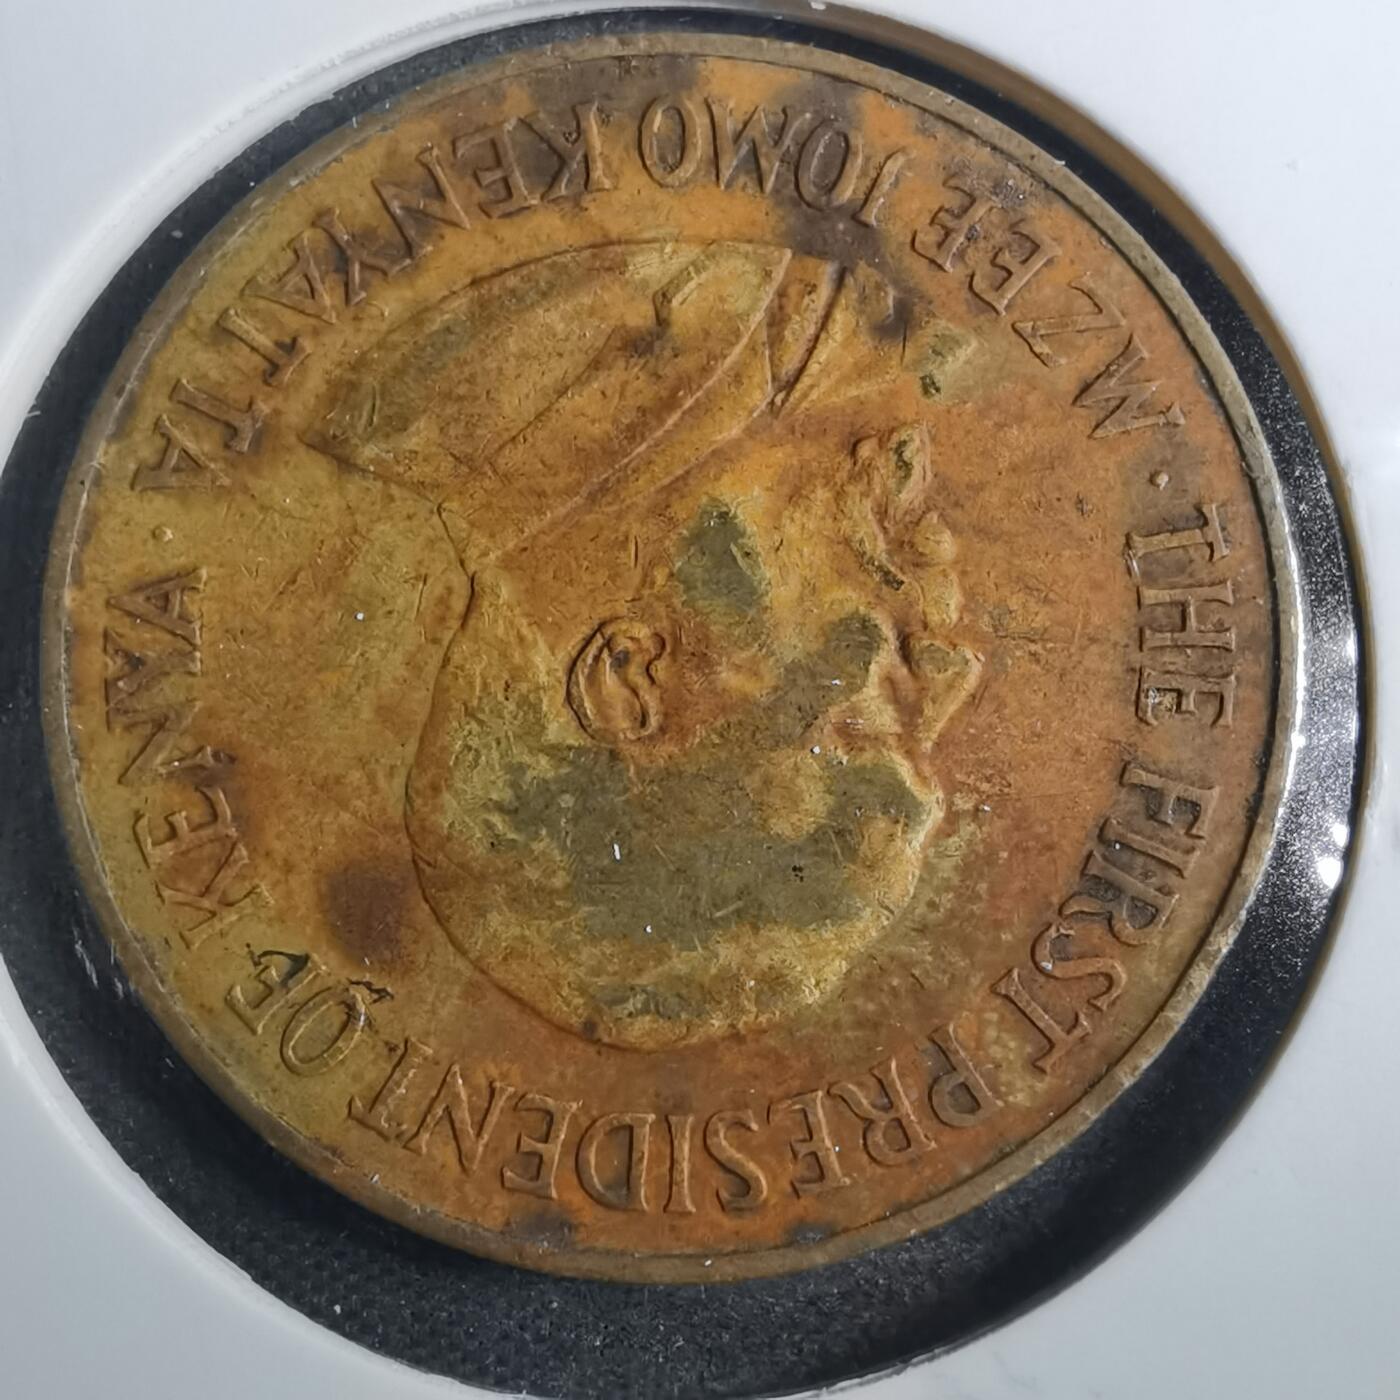 THE FIRST PRESIDENT OF KENYA
· MZEE JOMO KENYATTA ·